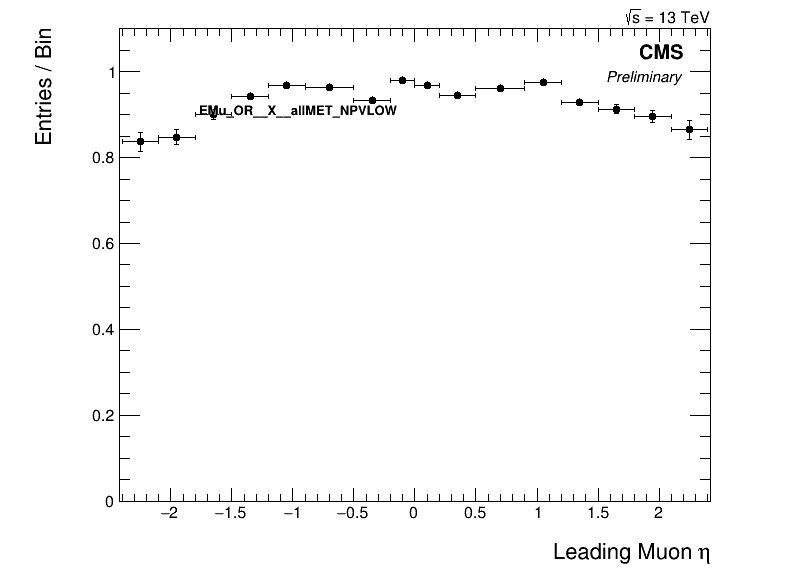 √s = 13 TeV
CMS
Preliminary
Entries / Bin
EMu_OR__X__allMET_NPVLOW
1
0.8
0.6
0.4
0.2
0
−2 −1.5 −1 −0.5 0 0.5 1 1.5 2
Leading Muon η